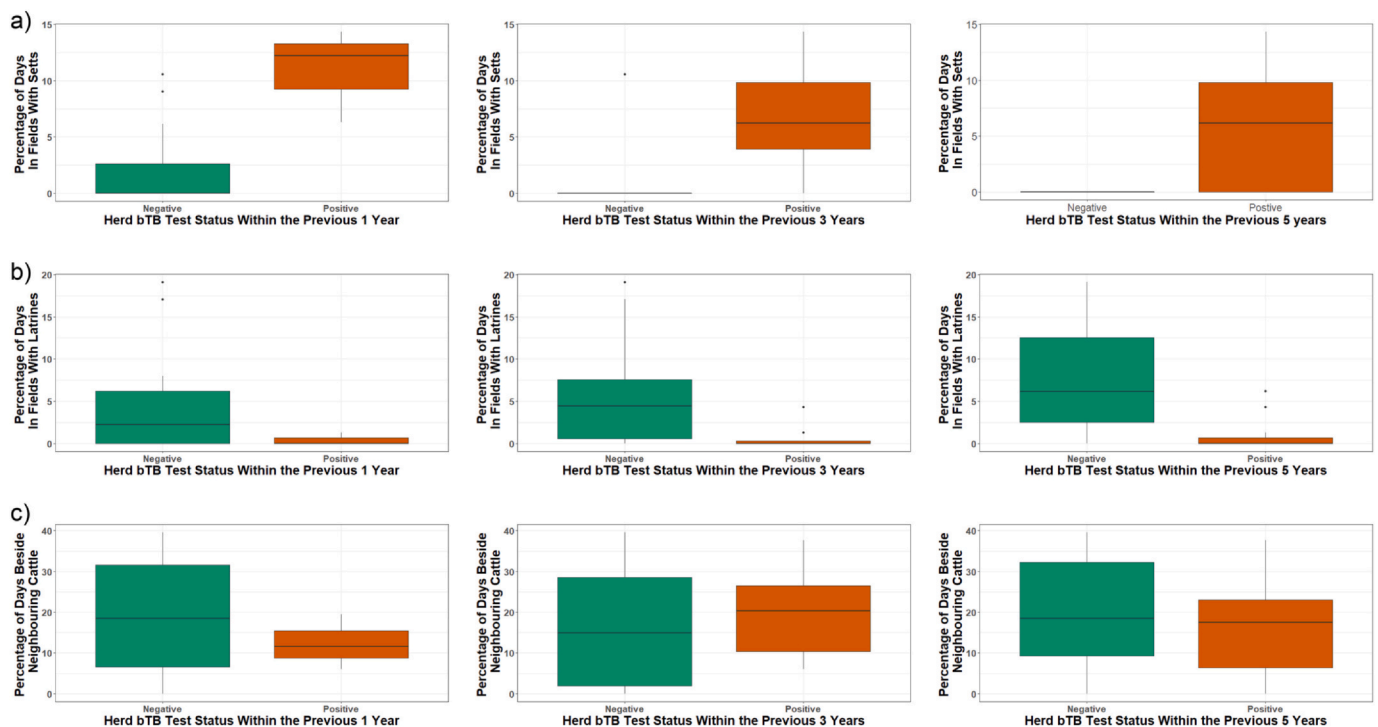 a)
Percentage of Days
In Fields With Setts
15
10
5
0
Negative
Positive
Herd bTB Test Status Within the Previous 1 Year
Percentage of Days
In Fields With Setts
15
10
5
0
Negative
Positive
Herd bTB Test Status Within the Previous 3 Years
Percentage of Days
In Fields With Setts
15
10
5
0
Negative
Postive
Herd bTB Test Status Within the Previous 5 years
b)
Percentage of Days
In Fields With Latrines
20
15
10
5
0
Negative
Positive
Herd bTB Test Status Within the Previous 1 Year
Percentage of Days
In Fields With Latrines
20
15
10
5
0
Negative
Positive
Herd bTB Test Status Within the Previous 3 Years
Percentage of Days
In Fields With Latrines
20
15
10
5
0
Negative
Positive
Herd bTB Test Status Within the Previous 5 Years
c)
Percentage of Days Beside
Neighbouring Cattle
40
30
20
10
0
Negative
Positive
Herd bTB Test Status Within the Previous 1 Year
Percentage of Days Beside
Neighbouring Cattle
40
30
20
10
0
Negative
Positive
Herd bTB Test Status Within the Previous 3 Years
Percentage of Days Beside
Neighbouring Cattle
40
30
20
10
0
Negative
Positive
Herd bTB Test Status Within the Previous 5 Years